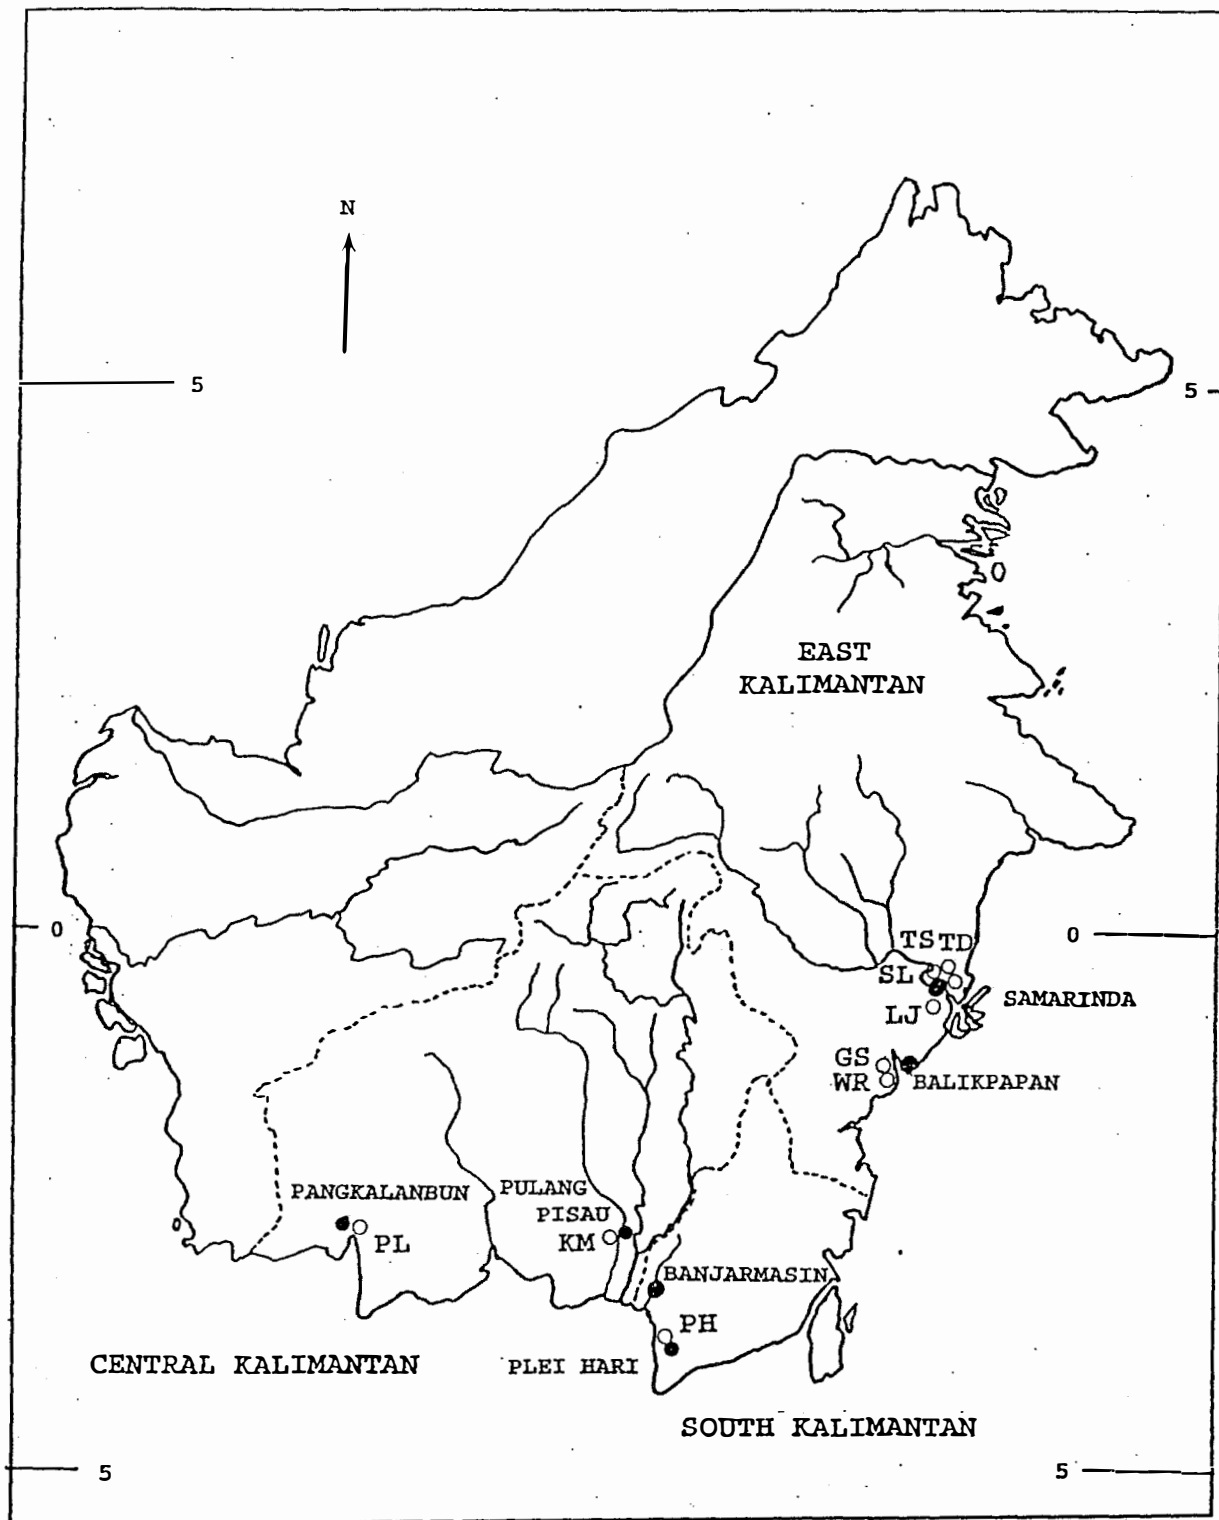 N
5
5
EAST
KALIMANTAN
0
0
TS TD
SL
SAMARINDA
LJ
GS
WR
BALIKPAPAN
PANGKALANBUN
PULANG
PISAU
KM
PL
BANJARMASIN
PH
PLEI HARI
CENTRAL KALIMANTAN
SOUTH KALIMANTAN
5
5